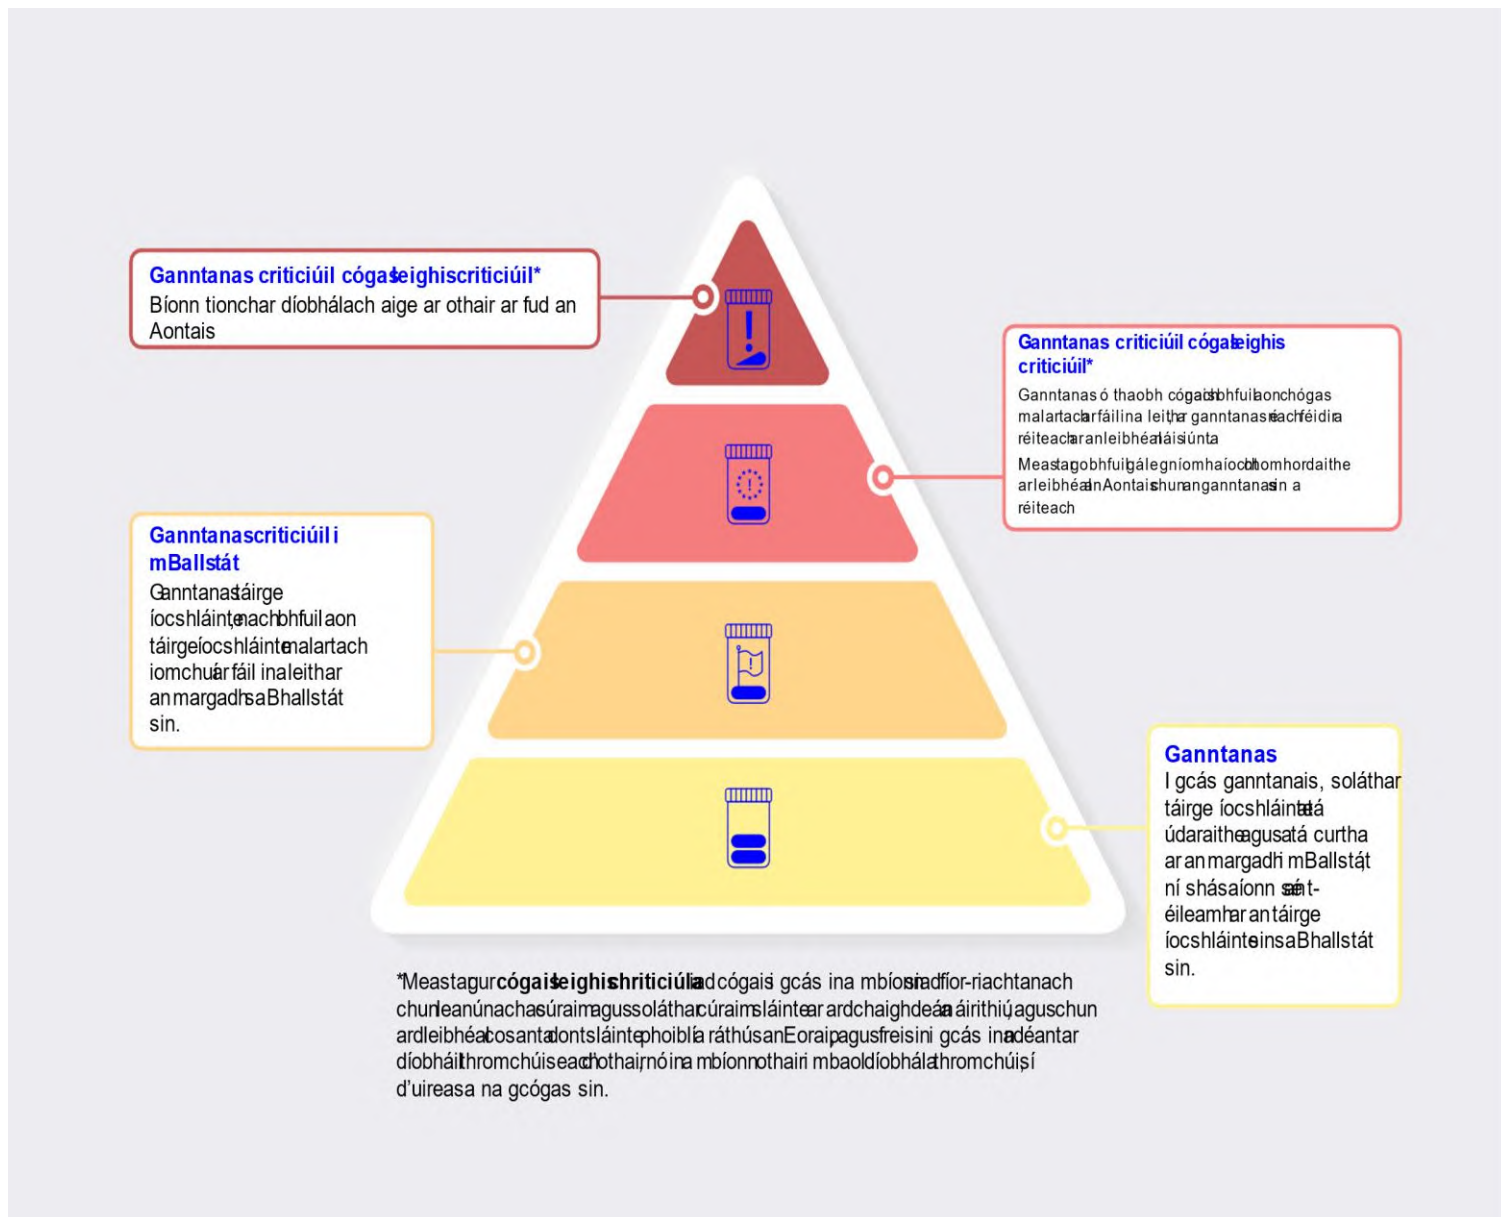 Ganntanas criticiúil cógas leighis criticiúil*
Bíonn tionchar díobhálach aige ar othair ar fud an
Aontais
Ganntanas criticiúil cógas leighis
criticiúil*
Ganntanas ó thaobh cógais nach bhfuil aon chógas
malartach ar fáil ina leith, ar ganntanas é nach féidir a
réiteach ar an leibhéal náisiúnta.
Meastar go bhfuil gá le gníomhaíocht chomhordaithe
ar leibhéal an Aontais chun an ganntanas sin a
réiteach
Ganntanas criticiúil i
mBallstát
Ganntanas táirge
íocshláinte, nach bhfuil aon
táirge íocshláinte malartach
iomchuí ar fáil ina leith ar
an margadh sa Bhallstát
sin.
Ganntanas
I gcás ganntanais, soláthar
táirge íocshláinte atá
údaraithe agus atá curtha
ar an margadh i mBallstát,
ní shásaíonn sé an t-
éileamh ar an táirge
íocshláinte sin sa Bhallstát
sin.
*Meastar gur cógais leighis chriticiúla iad cógais i gcás ina mbíonn siad fíor-riachtanach
chun leanúnachas cúraim agus soláthar cúraim sláinte ar ardchaighdeán a áirithiú, agus chun
ardleibhéal cosanta don tsláinte phoiblí a ráthú san Eoraip, agus freisin i gcás ina ndéantar
díobháil thromchúiseach d'othair, nó ina mbíonn othair i mbaol díobhála thromchúisí,
d'uireasa na gcógas sin.